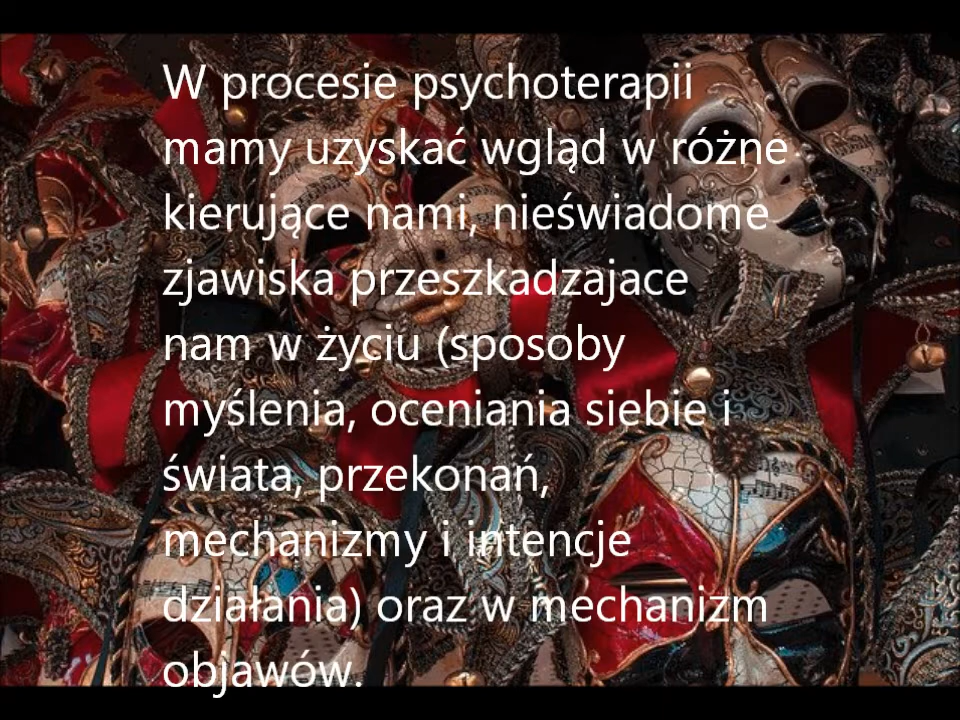 W procesie psychoterapii
mamy uzyskać wgląd w różne
kierujące nami, nieświadome
zjawiska przeszkadzajace
nam w życiu (sposoby
myślenia, oceniania siebie i
świata, przekonań,
mechanizmy i intencje
działania) oraz w mechanizm
objawów.